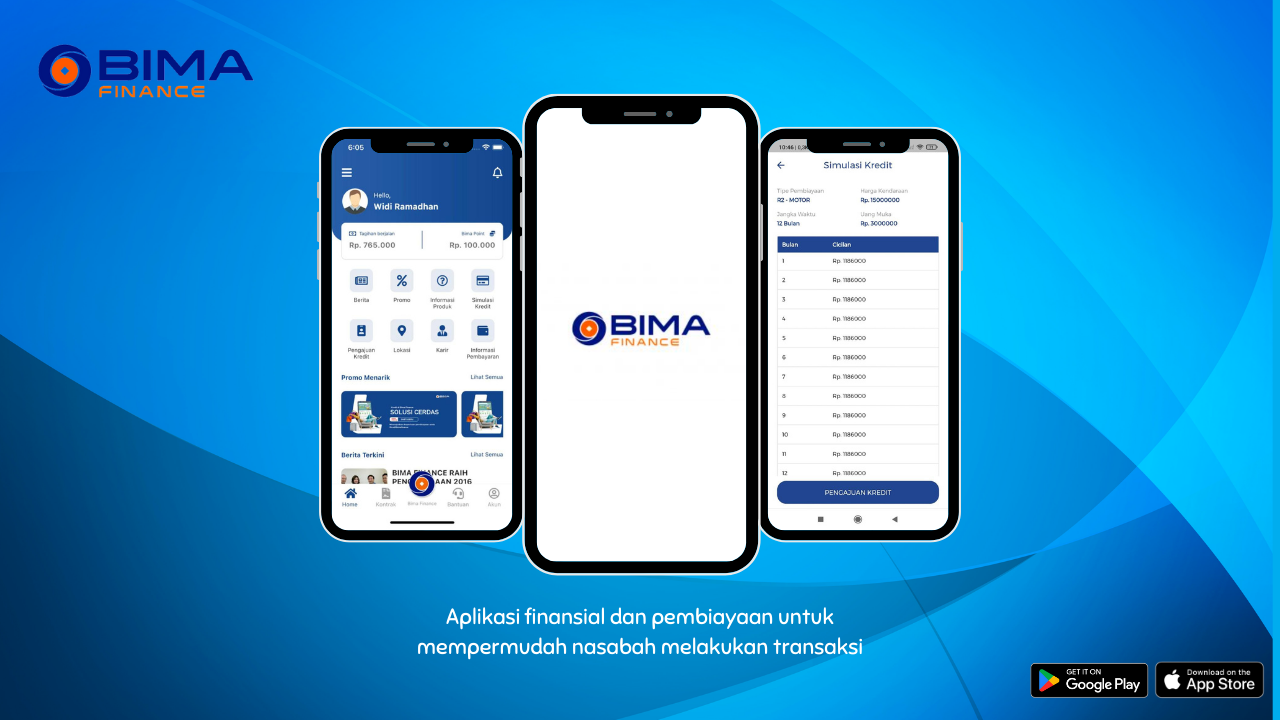 BIMA
FINANCE
6:05
Hello,
Widi Ramadhan
Tagihan berjalan
Rp. 765.000
Bima Point
Rp. 100.000
Berita
Promo
Informasi
Produk
Simulasi
Kredit
Pengajuan
Kredit
Lokasi
Karir
Informasi
Pembayaran
Promo Menarik
Lihat Semua
SOLUSI CERDAS
Berita Terkini
Lihat Semua
BIMA FINANCE RAIH
2016
Home
Kontrak
Bima Finance
Bantuan
Akun
BIMA
FINANCE
10:46
Simulasi Kredit
Tipe Pembiayaan
R2 - MOTOR
Harga Kendaraan
Rp. 15000000
Jangka Waktu
12 Bulan
Uang Muka
Rp. 3000000
Bulan Cicilan
1 Rp. 1186000
2 Rp. 1186000
3 Rp. 1186000
4 Rp. 1186000
5 Rp. 1186000
6 Rp. 1186000
7 Rp. 1186000
8 Rp. 1186000
9 Rp. 1186000
10 Rp. 1186000
11 Rp. 1186000
12 Rp. 1186000
PENGAJUAN KREDIT
Aplikasi finansial dan pembiayaan untuk
mempermudah nasabah melakukan transaksi
GET IT ON
Google Play
Download on the
App Store